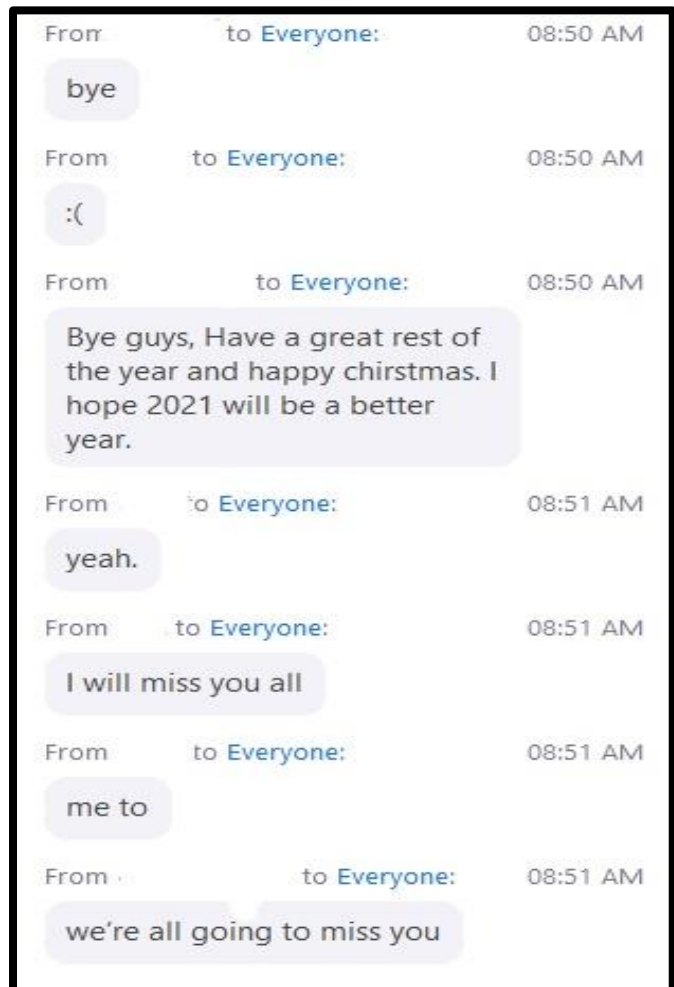 From to Everyone: 08:50 AM
bye
From to Everyone: 08:50 AM
:(
From to Everyone: 08:50 AM
Bye guys, Have a great rest of
the year and happy chirstmas. I
hope 2021 will be a better
year.
From to Everyone: 08:51 AM
yeah.
From to Everyone: 08:51 AM
I will miss you all
From to Everyone: 08:51 AM
me to
From to Everyone: 08:51 AM
we're all going to miss you